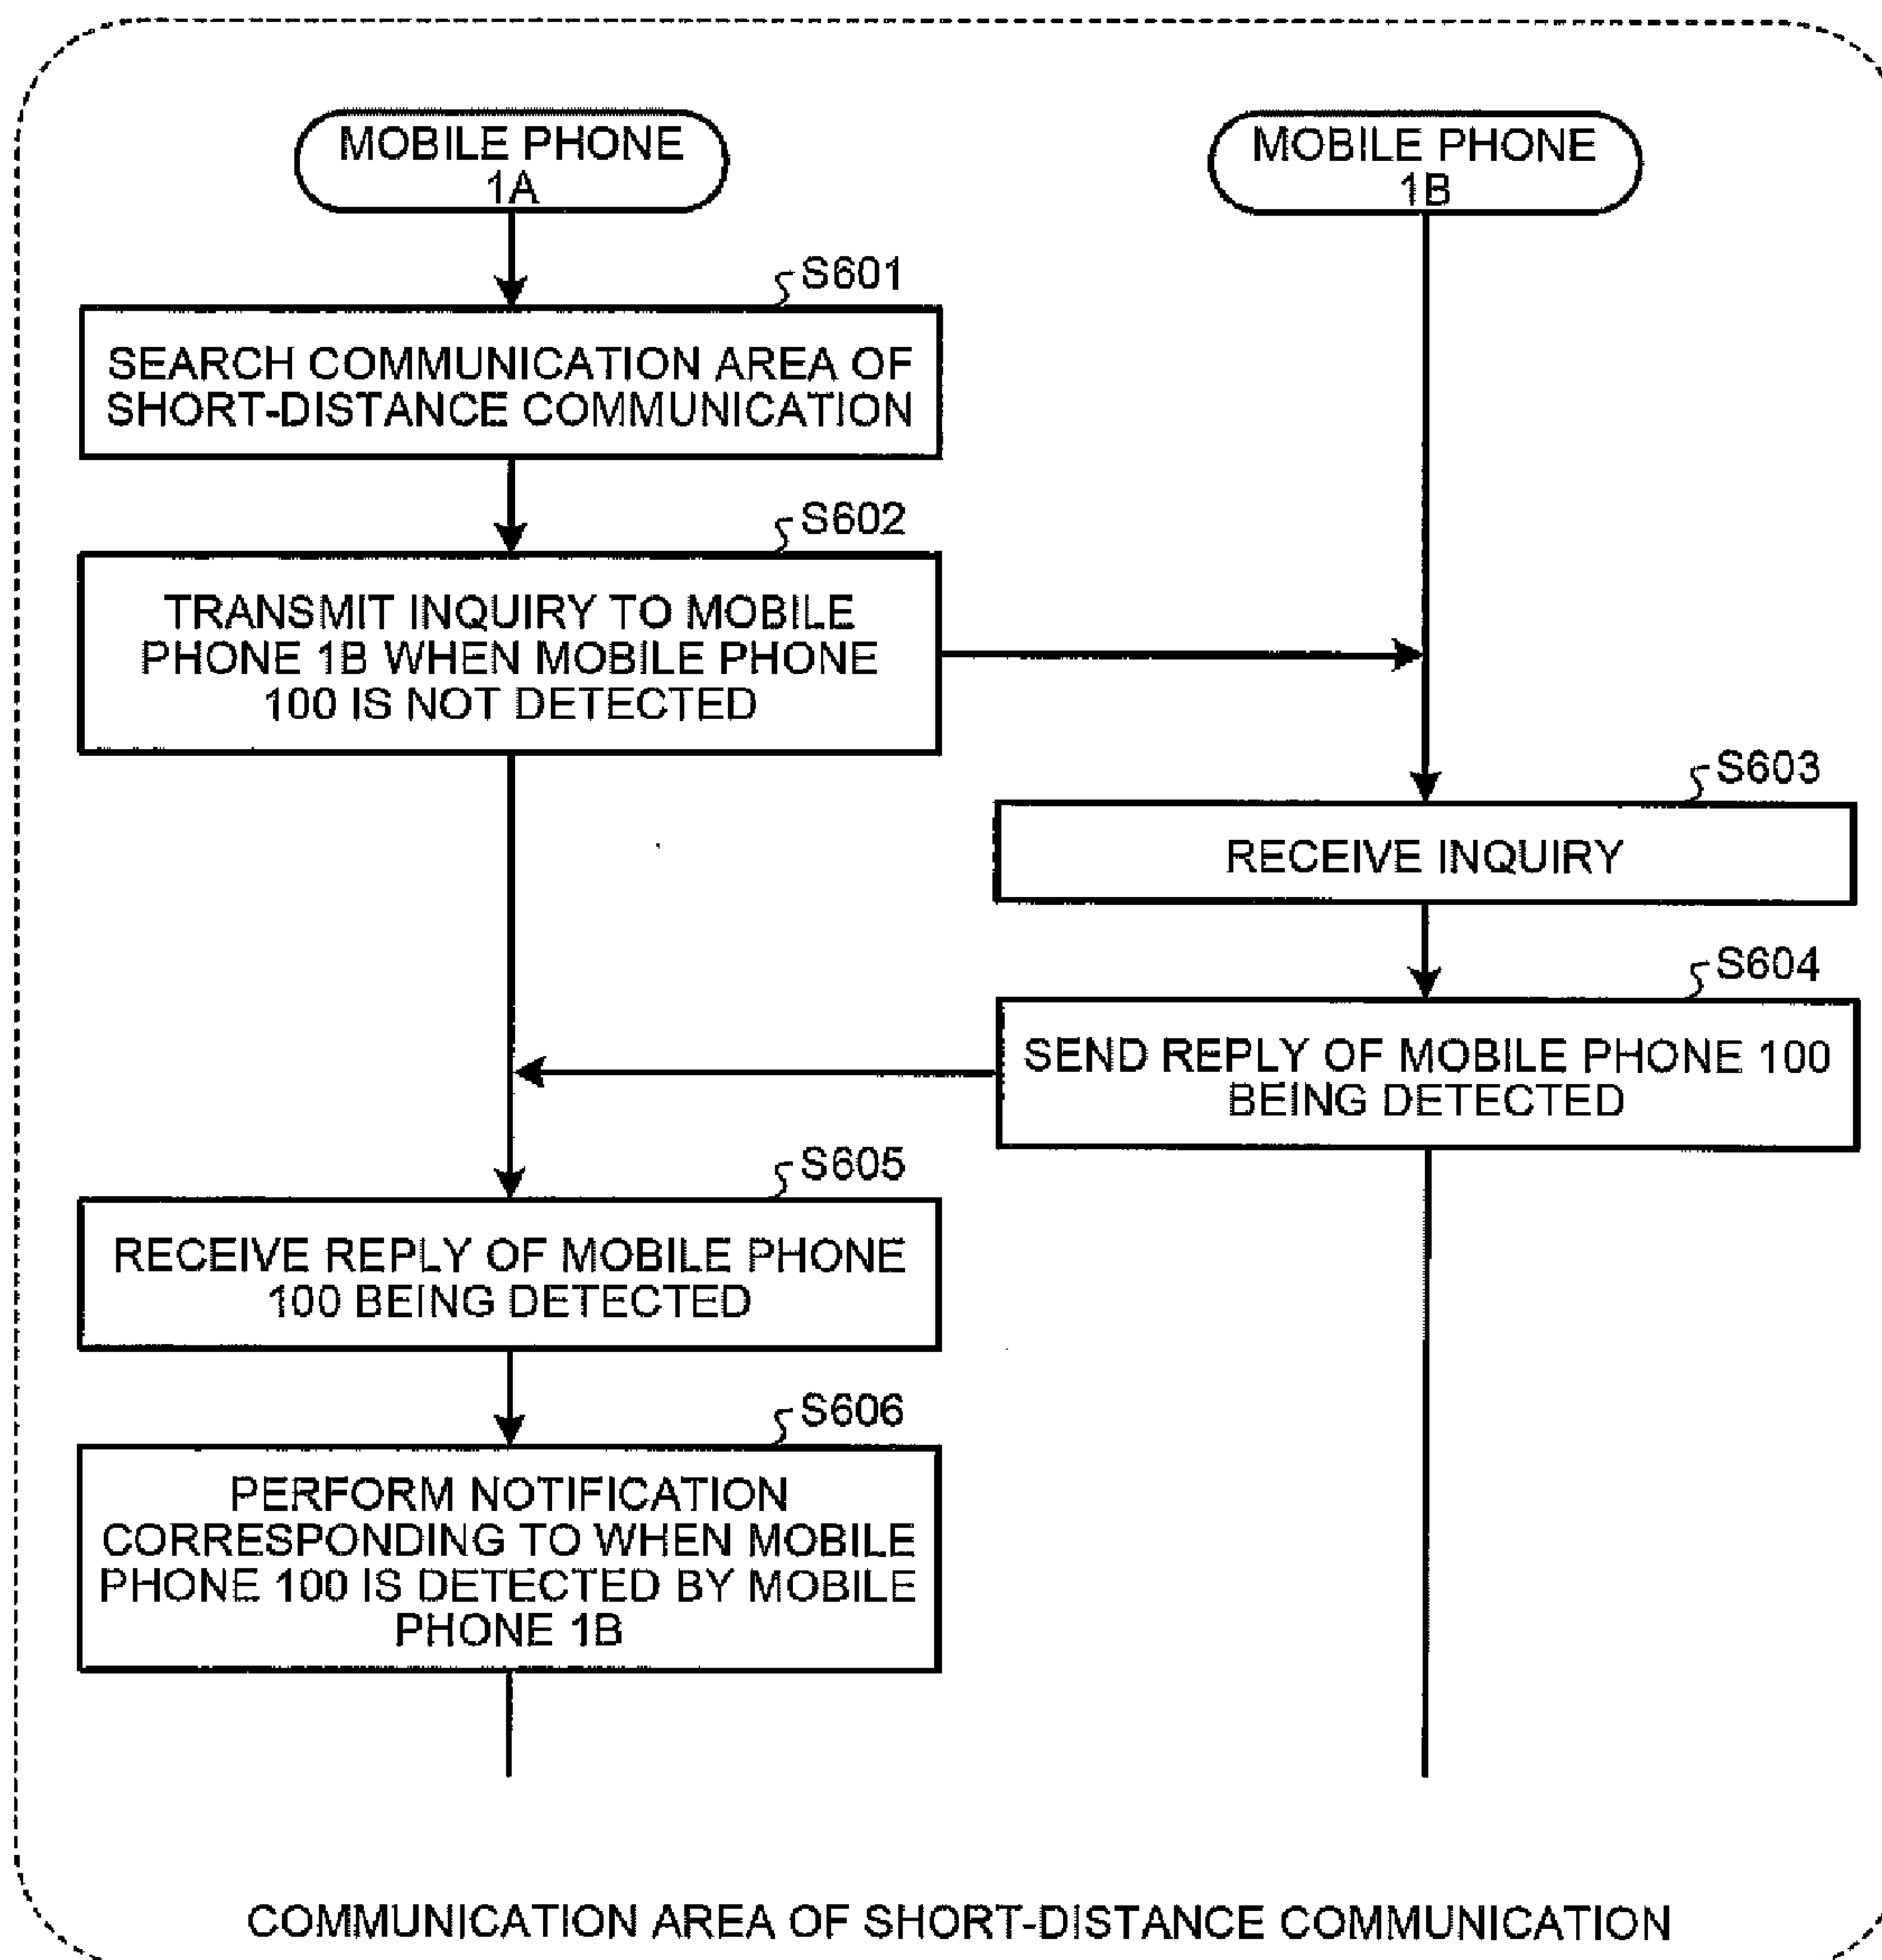 MOBILE PHONE
1A
MOBILE PHONE
1B
S601
SEARCH COMMUNICATION AREA OF
SHORT-DISTANCE COMMUNICATION
S602
TRANSMIT INQUIRY TO MOBILE
PHONE 1B WHEN MOBILE PHONE
100 IS NOT DETECTED
S603
RECEIVE INQUIRY
S604
SEND REPLY OF MOBILE PHONE 100
BEING DETECTED
S605
RECEIVE REPLY OF MOBILE PHONE
100 BEING DETECTED
S606
PERFORM NOTIFICATION
CORRESPONDING TO WHEN MOBILE
PHONE 100 IS DETECTED BY MOBILE
PHONE 1B
COMMUNICATION AREA OF SHORT-DISTANCE COMMUNICATION